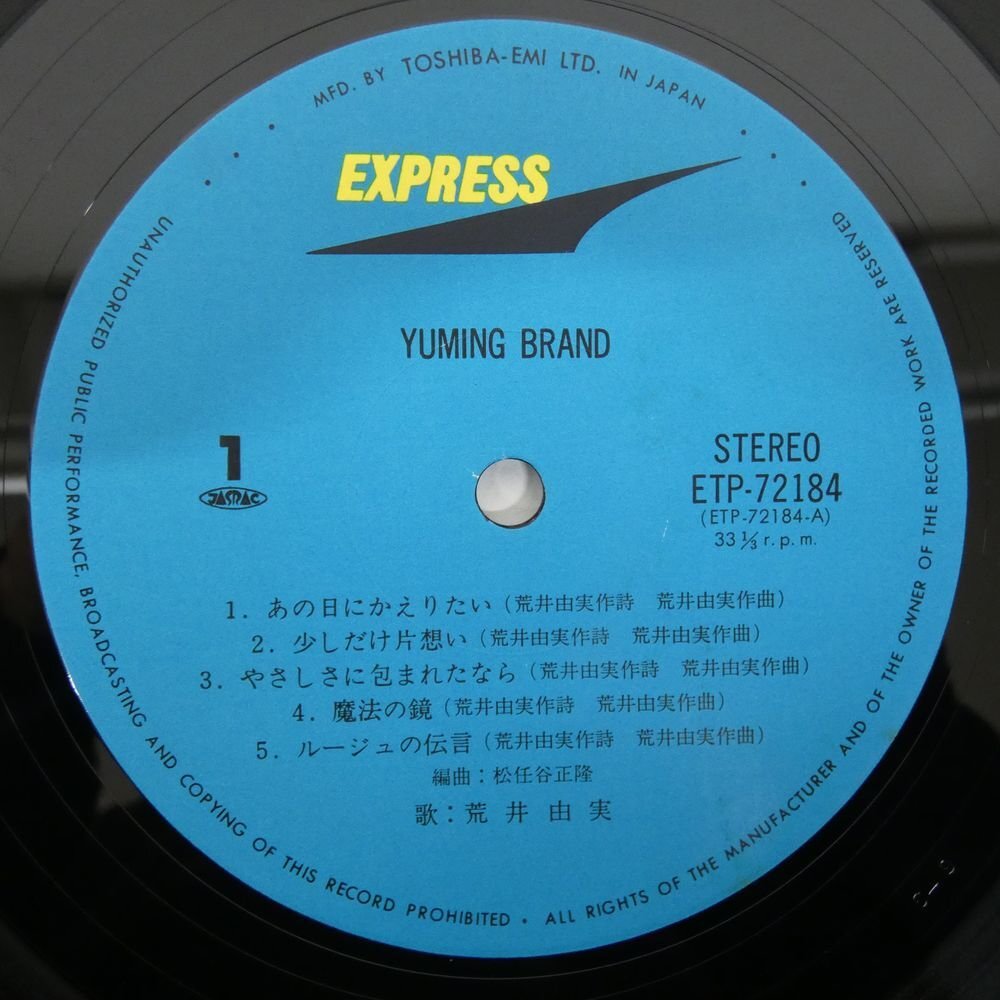 MFD. BY TOSHIBA-EMI LTD. IN JAPAN
EXPRESS
YUMING BRAND
1
JASRAC
STEREO
ETP-72184
(ETP-72184-A)
33 1/3 r.p.m.
1. あの日にかえりたい (荒井由実作詩 荒井由実作曲)
2. 少しだけ片想い (荒井由実作詩 荒井由実作曲)
3. やさしさに包まれたなら (荒井由実作詩 荒井由実作曲)
4. 魔法の鏡 (荒井由実作詩 荒井由実作曲)
5. ルージュの伝言 (荒井由実作詩 荒井由実作曲)
編曲:松任谷正隆
歌:荒井由実
UNAUTHORIZED PUBLIC PERFORMANCE, BROADCASTING AND COPYING OF THIS RECORD PROHIBITED • ALL RIGHTS OF THE MANUFACTURER AND OF THE OWNER OF THE RECORDED WORK ARE RESERVED